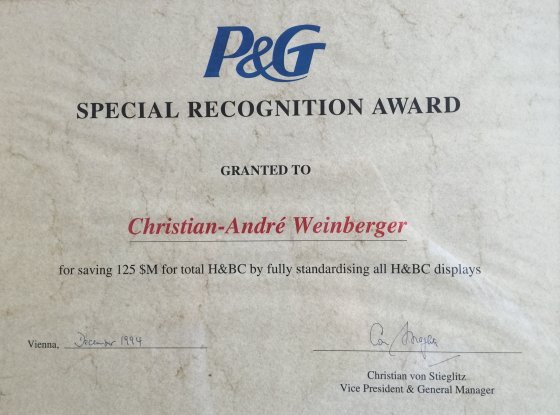 P&G
SPECIAL RECOGNITION AWARD
GRANTED TO
Christian-André Weinberger
for saving 125 $M for total H&BC by fully standardising all H&BC displays
Vienna, December 1994
Christian von Stieglitz
Vice President & General Manager